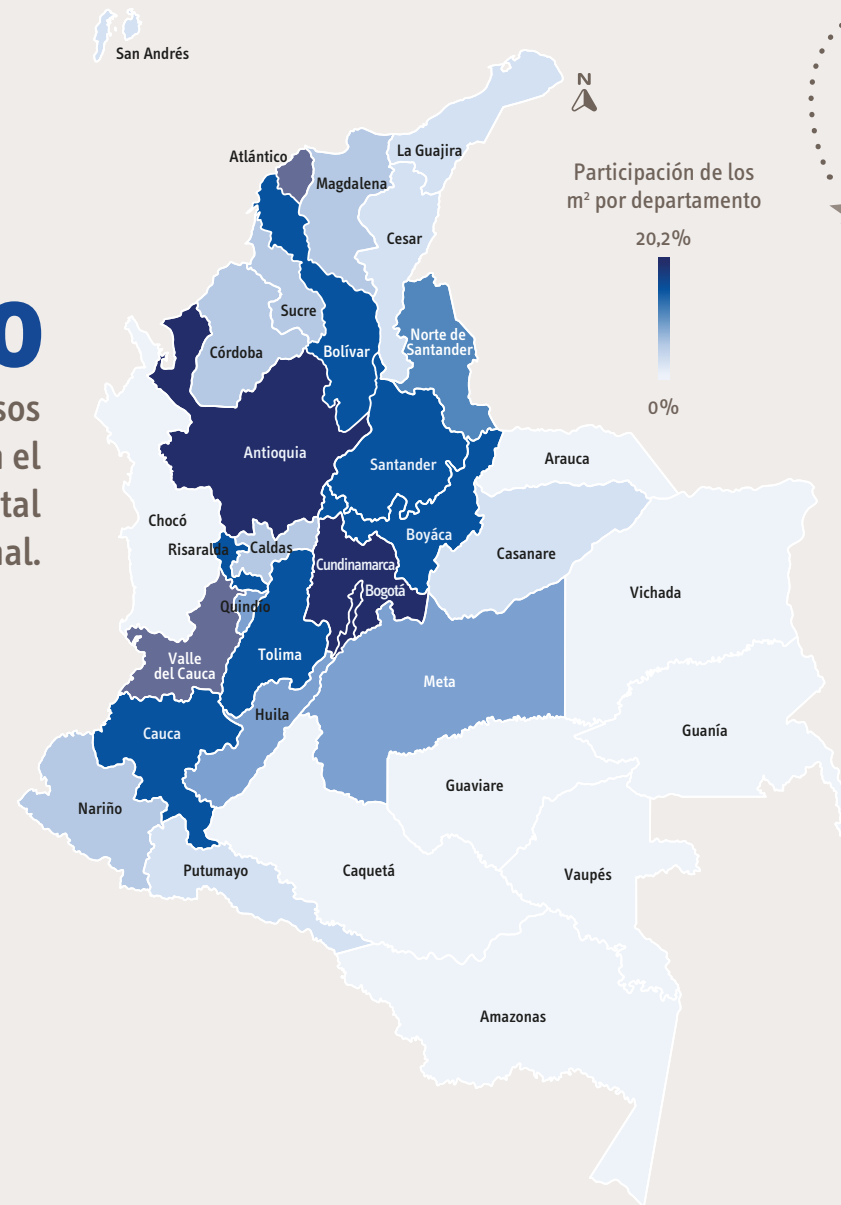 San Andrés
N
Atlántico
La Guajira
Magdalena
Participación de los
m² por departamento
20,2%
0%
Cesar
Sucre
Córdoba
Bolívar
Norte de
Santander
o
sos
el
tal
al.
Antioquia
Santander
Arauca
Chocó
Risaralda
Caldas
Boyáca
Casanare
Cundinamarca
Bogotá
Vichada
Quindío
Tolima
Valle
del Cauca
Meta
Huila
Cauca
Guanía
Guaviare
Nariño
Putumayo
Caquetá
Vaupés
Amazonas